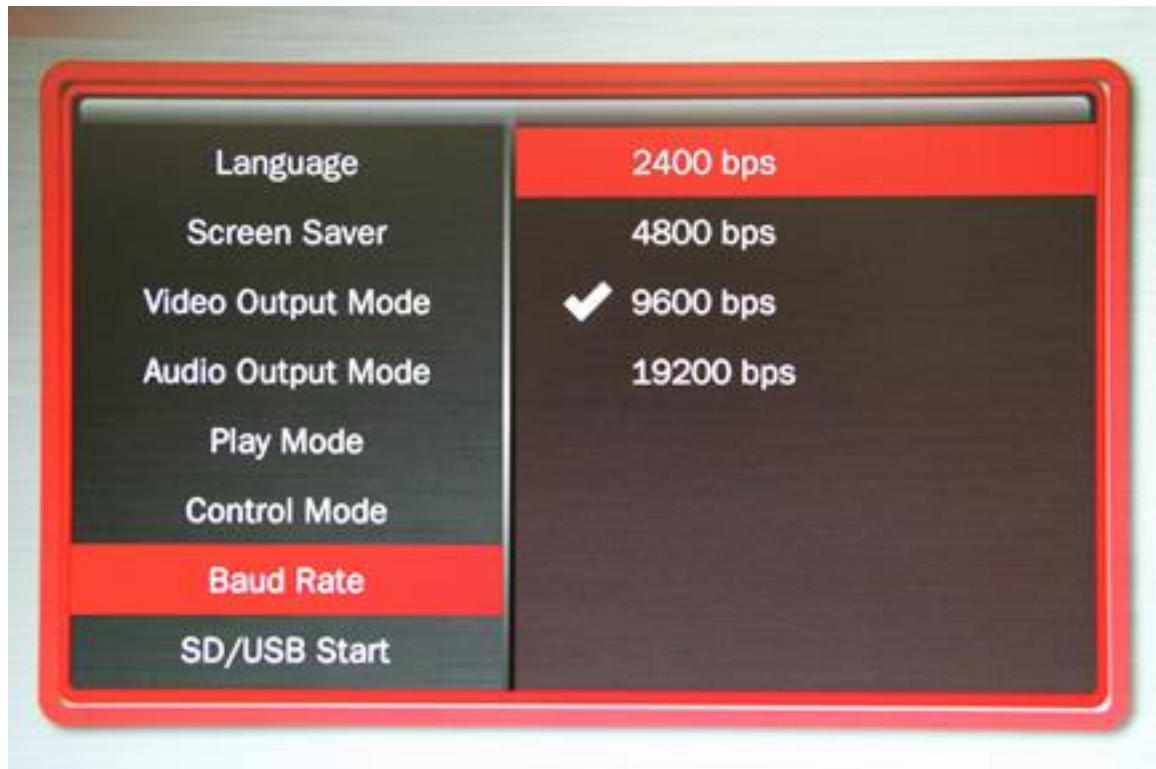 Language
Screen Saver
Video Output Mode
Audio Output Mode
Play Mode
Control Mode
Baud Rate
SD/USB Start
2400 bps
4800 bps
9600 bps
19200 bps